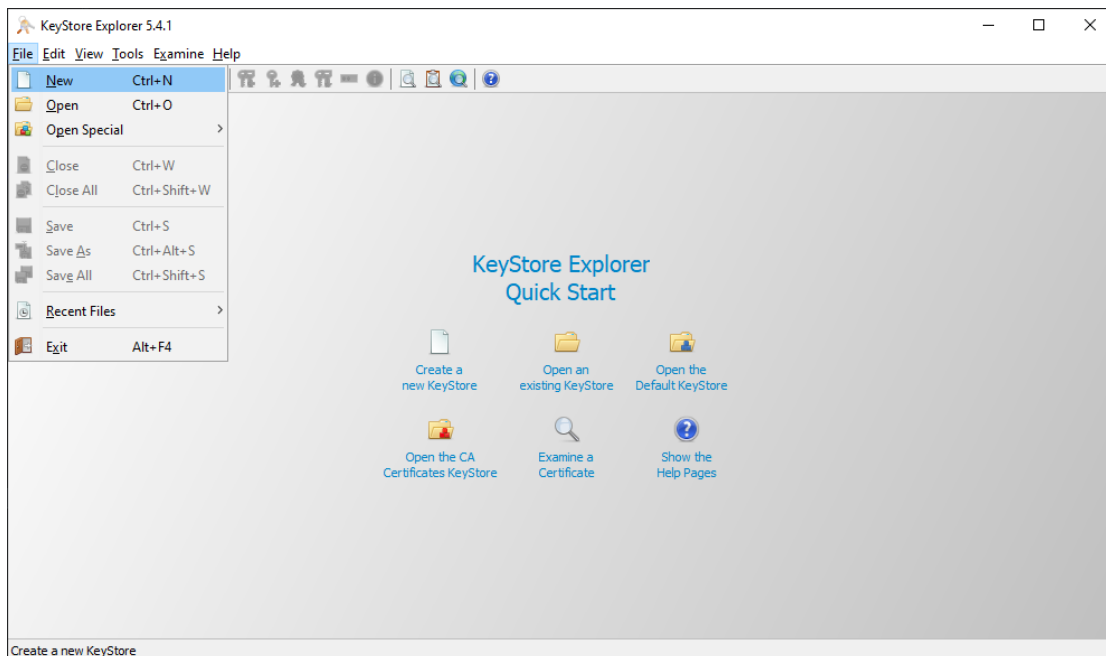 KeyStore Explorer 5.4.1
File Edit View Tools Examine Help
New Ctrl+N
Open Ctrl+O
Open Special
Close Ctrl+W
Close All Ctrl+Shift+W
Save Ctrl+S
Save As Ctrl+Alt+S
Save All Ctrl+Shift+S
Recent Files
Exit Alt+F4
KeyStore Explorer
Quick Start
Create a
new KeyStore
Open an
existing KeyStore
Open the
Default KeyStore
Open the CA
Certificates KeyStore
Examine a
Certificate
Show the
Help Pages
Create a new KeyStore